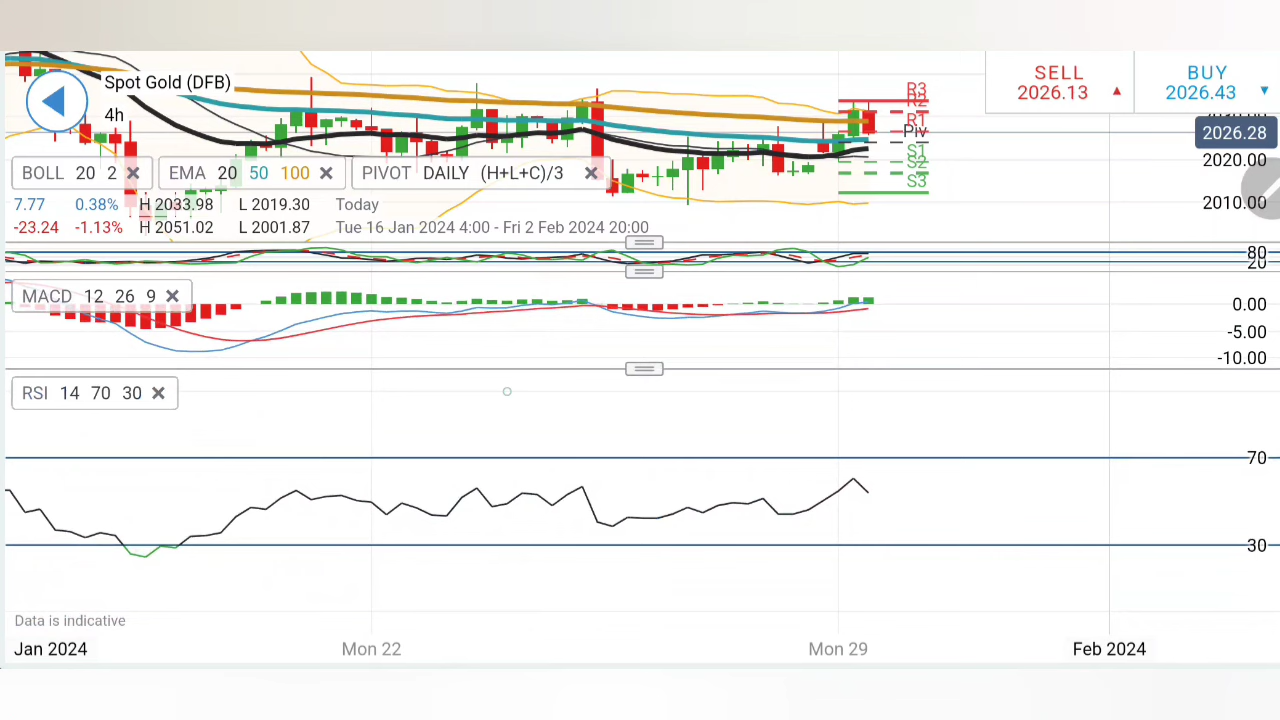 Spot Gold (DFB)
4h
SELL
2026.13
BUY
2026.43
R3
R2
R1
Piv
S1
S2
S3
2026.28
2020.00
2010.00
BOLL 20 2
EMA 20 50 100
PIVOT DAILY (H+L+C)/3
7.77 0.38% H 2033.98 L 2019.30 Today
-23.24 -1.13% H 2051.02 L 2001.87 Tue 16 Jan 2024 4:00 - Fri 2 Feb 2024 20:00
80
20
MACD 12 26 9
0.00
-5.00
-10.00
RSI 14 70 30
70
30
Data is indicative
Jan 2024 Mon 22 Mon 29 Feb 2024